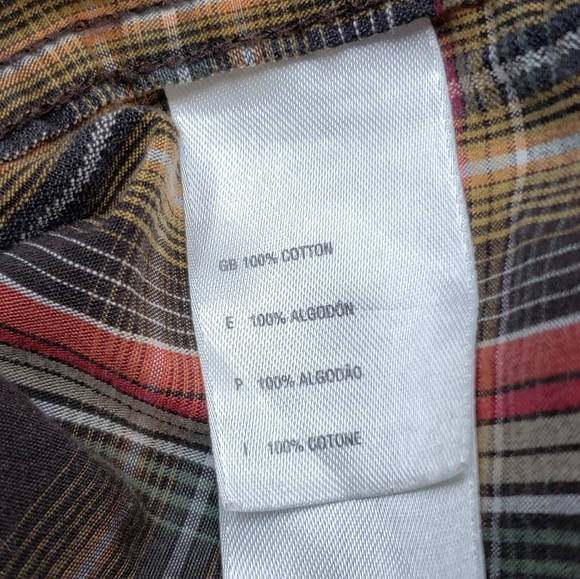 GB 100% COTTON
E 100% ALGODÓN
P 100% ALGODÃO
I 100% COTONE